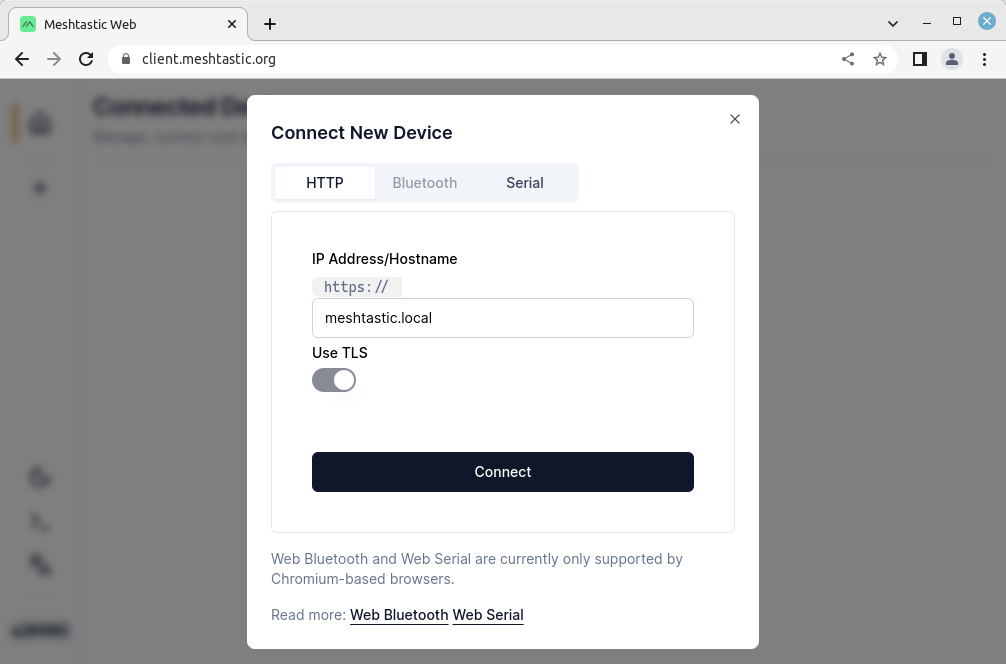 Meshtastic Web
client.meshtastic.org
Connected De
Manage, connect and
Connect New Device
HTTP Bluetooth Serial
IP Address/Hostname
https://
meshtastic.local
Use TLS
Connect
Web Bluetooth and Web Serial are currently only supported by
Chromium-based browsers.
Read more: Web Bluetooth Web Serial